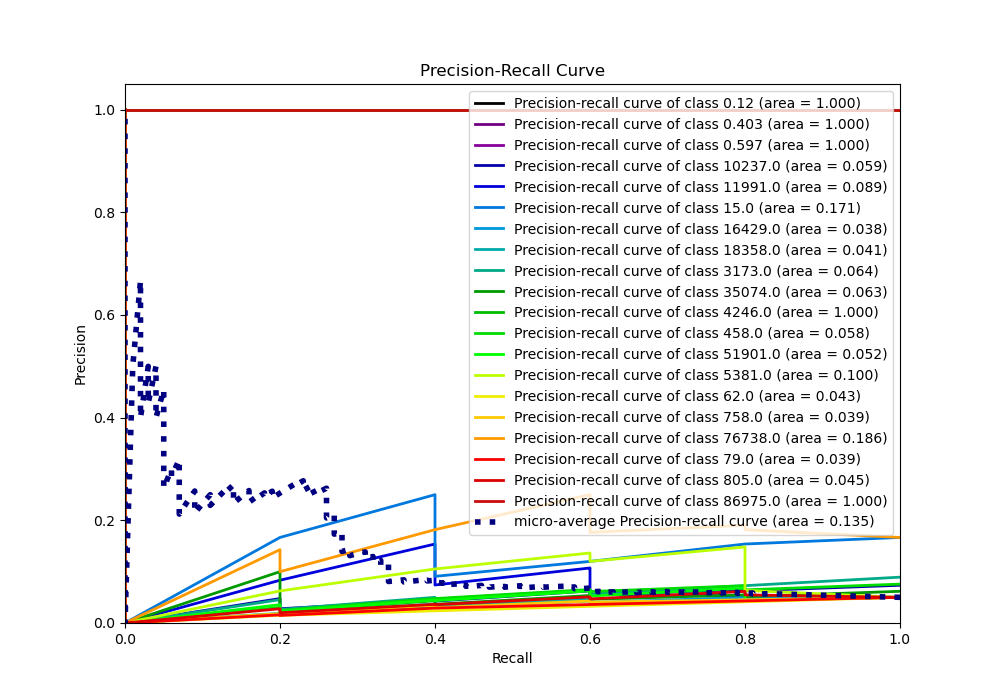 Precision-Recall Curve
1.0
0.8
0.6
0.4
0.2
0.0
Precision
0.0 0.2 0.4 0.6 0.8 1.0
Recall
Precision-recall curve of class 0.12 (area = 1.000)
Precision-recall curve of class 0.403 (area = 1.000)
Precision-recall curve of class 0.597 (area = 1.000)
Precision-recall curve of class 10237.0 (area = 0.059)
Precision-recall curve of class 11991.0 (area = 0.089)
Precision-recall curve of class 15.0 (area = 0.171)
Precision-recall curve of class 16429.0 (area = 0.038)
Precision-recall curve of class 18358.0 (area = 0.041)
Precision-recall curve of class 3173.0 (area = 0.064)
Precision-recall curve of class 35074.0 (area = 0.063)
Precision-recall curve of class 4246.0 (area = 1.000)
Precision-recall curve of class 458.0 (area = 0.058)
Precision-recall curve of class 51901.0 (area = 0.052)
Precision-recall curve of class 5381.0 (area = 0.100)
Precision-recall curve of class 62.0 (area = 0.043)
Precision-recall curve of class 758.0 (area = 0.039)
Precision-recall curve of class 76738.0 (area = 0.186)
Precision-recall curve of class 79.0 (area = 0.039)
Precision-recall curve of class 805.0 (area = 0.045)
Precision-recall curve of class 86975.0 (area = 1.000)
micro-average Precision-recall curve (area = 0.135)